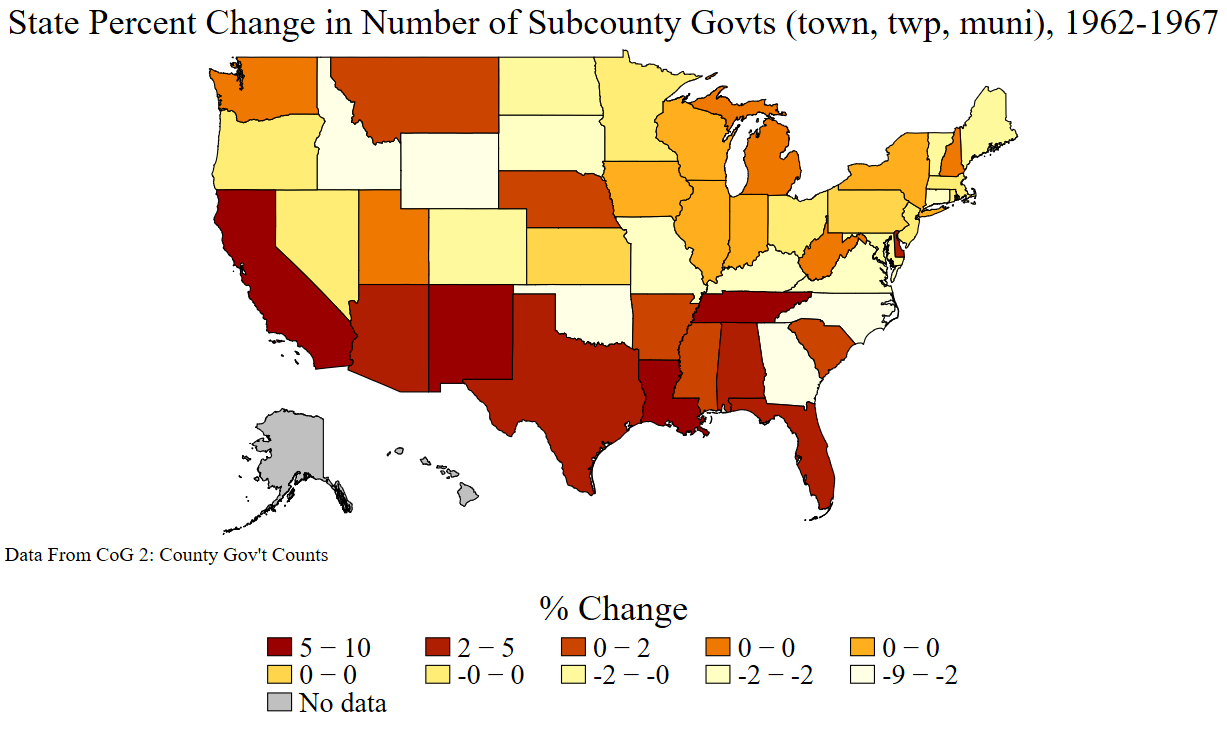 State Percent Change in Number of Subcounty Govts (town, twp, muni), 1962-1967
Data From CoG 2: County Gov't Counts
% Change
5 − 10 2 − 5 0 − 2 0 − 0 0 − 0
0 − 0 -0 − 0 -2 − -0 -2 − -2 -9 − -2
No data